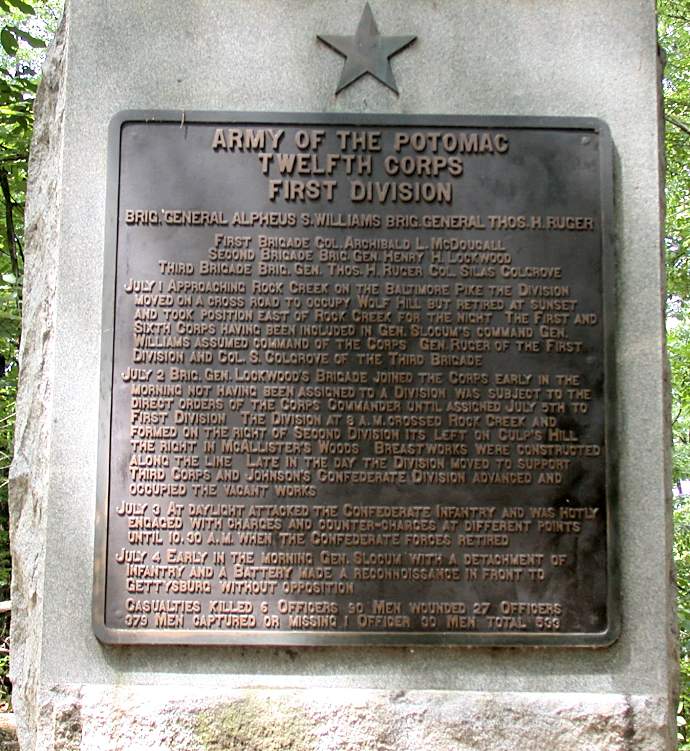 ARMY OF THE POTOMAC
TWELFTH CORPS
FIRST DIVISION
BRIG. GENERAL ALPHEUS S. WILLIAMS BRIG. GENERAL THOS. H. RUGER
FIRST BRIGADE COL. ARCHIBALD L. MCDOUGALL
SECOND BRIGADE BRIG. GEN. HENRY H. LOCKWOOD
THIRD BRIGADE BRIG. GEN. THOS. H. RUGER COL. SILAS COLGROVE
JULY 1 APPROACHING ROCK CREEK ON THE BALTIMORE PIKE THE DIVISION
MOVED ON A CROSS ROAD TO OCCUPY WOLF HILL BUT RETIRED AT SUNSET
AND TOOK POSITION EAST OF ROCK CREEK FOR THE NIGHT THE FIRST AND
SIXTH CORPS HAVING BEEN INCLUDED IN GEN. SLOCUM'S COMMAND GEN.
WILLIAMS ASSUMED COMMAND OF THE CORPS GEN. RUGER OF THE FIRST
DIVISION AND COL. S. COLGROVE OF THE THIRD BRIGADE
JULY 2 BRIG. GEN. LOCKWOOD'S BRIGADE JOINED THE CORPS EARLY IN THE
MORNING NOT HAVING BEEN ASSIGNED TO A DIVISION WAS SUBJECT TO THE
DIRECT ORDERS OF THE CORPS COMMANDER UNTIL ASSIGNED JULY 5TH TO
FIRST DIVISION THE DIVISION AT 8 A.M. CROSSED ROCK CREEK AND
FORMED ON THE RIGHT OF SECOND DIVISION ITS LEFT ON CULP'S HILL
THE RIGHT IN MCALLISTER'S WOODS BREASTWORKS WERE CONSTRUCTED
ALONG THE LINE LATE IN THE DAY THE DIVISION MOVED TO SUPPORT
THIRD CORPS AND JOHNSON'S CONFEDERATE DIVISION ADVANCED AND
OCCUPIED THE VACANT WORKS
JULY 3 AT DAYLIGHT ATTACKED THE CONFEDERATE INFANTRY AND WAS HOTLY
ENGAGED WITH CHARGES AND COUNTER-CHARGES AT DIFFERENT POINTS
UNTIL 10.30 A.M. WHEN THE CONFEDERATE FORCES RETIRED
JULY 4 EARLY IN THE MORNING GEN. SLOCUM WITH A DETACHMENT OF
INFANTRY AND A BATTERY MADE A RECONNOISSANCE IN FRONT TO
GETTYSBURG WITHOUT OPPOSITION
CASUALTIES KILLED 6 OFFICERS 90 MEN WOUNDED 27 OFFICERS
379 MEN CAPTURED OR MISSING 1 OFFICER 30 MEN TOTAL 533